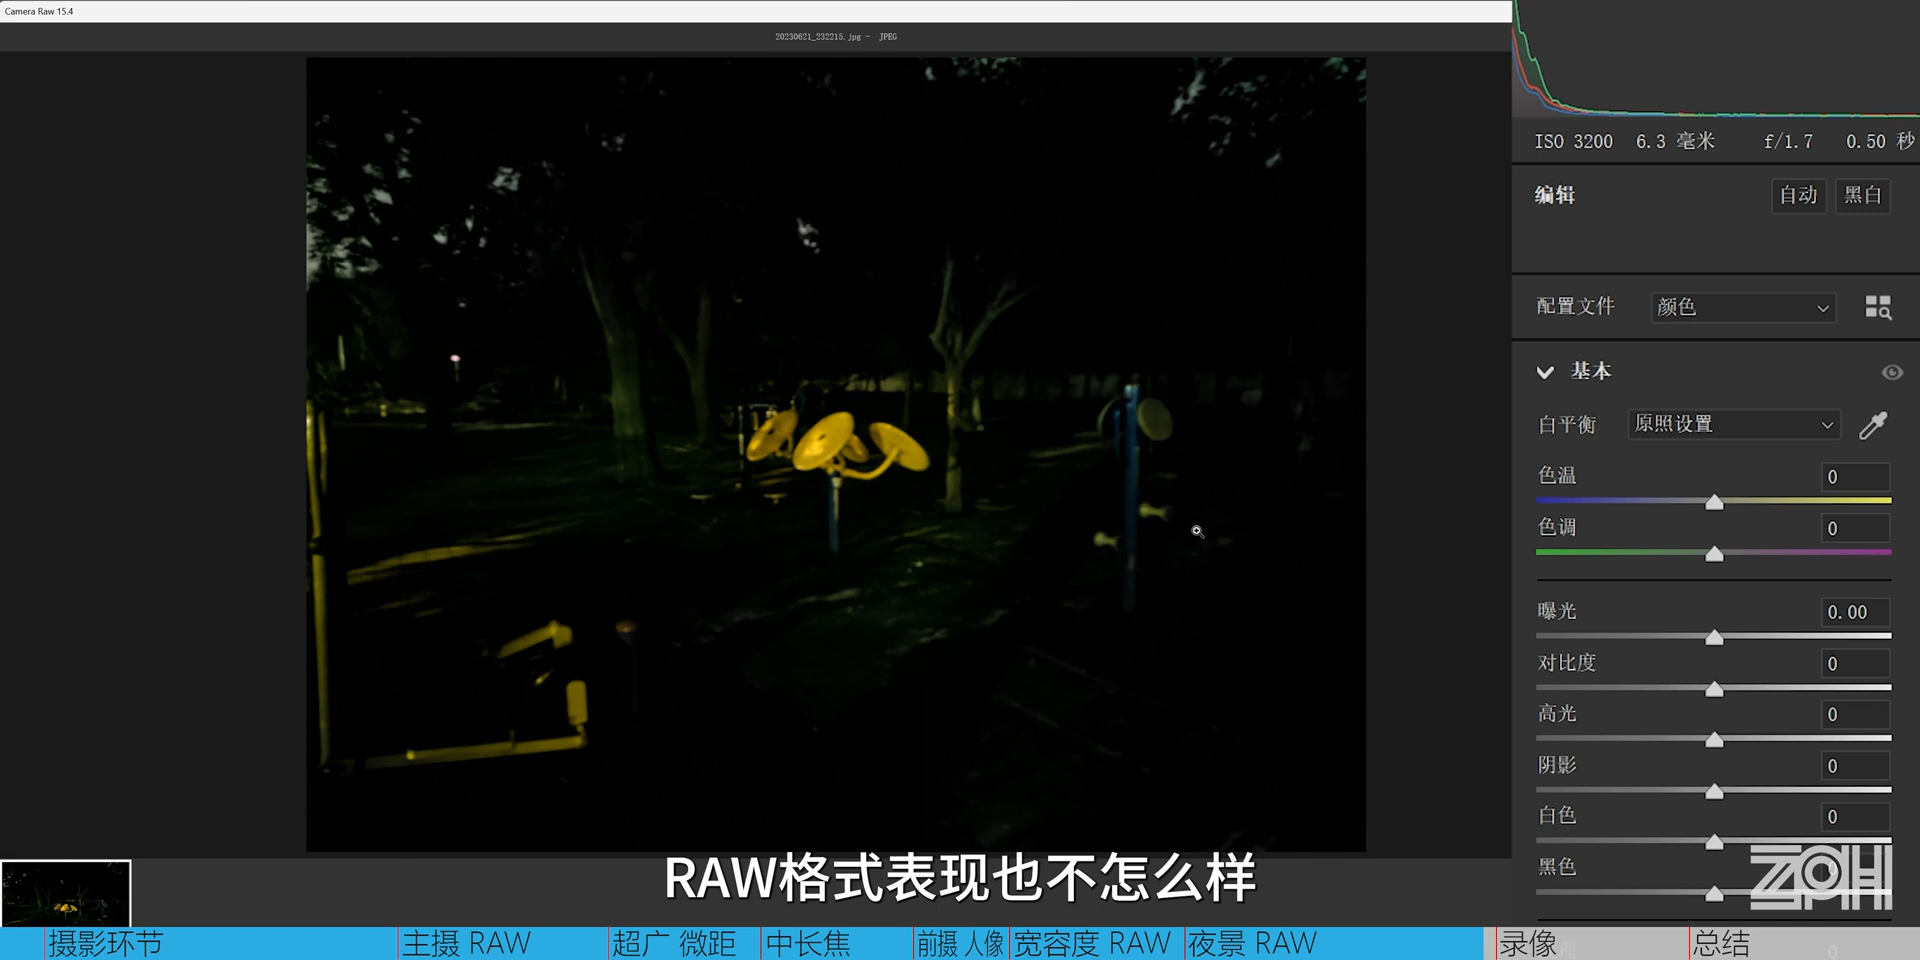 Camera Raw 15.4
20230621_232215.jpg - JPEG
ISO 3200 6.3 毫米 f/1.7 0.50 秒
编辑 自动 黑白
配置文件 颜色
基本
白平衡 原照设置
色温 0
色调 0
曝光 0.00
对比度 0
高光 0
阴影 0
白色 0
黑色
RAW格式表现也不怎么样
摄影环节 主摄 RAW 超广 微距 中长焦 前摄 人像 宽容度 RAW 夜景 RAW 录像 总结